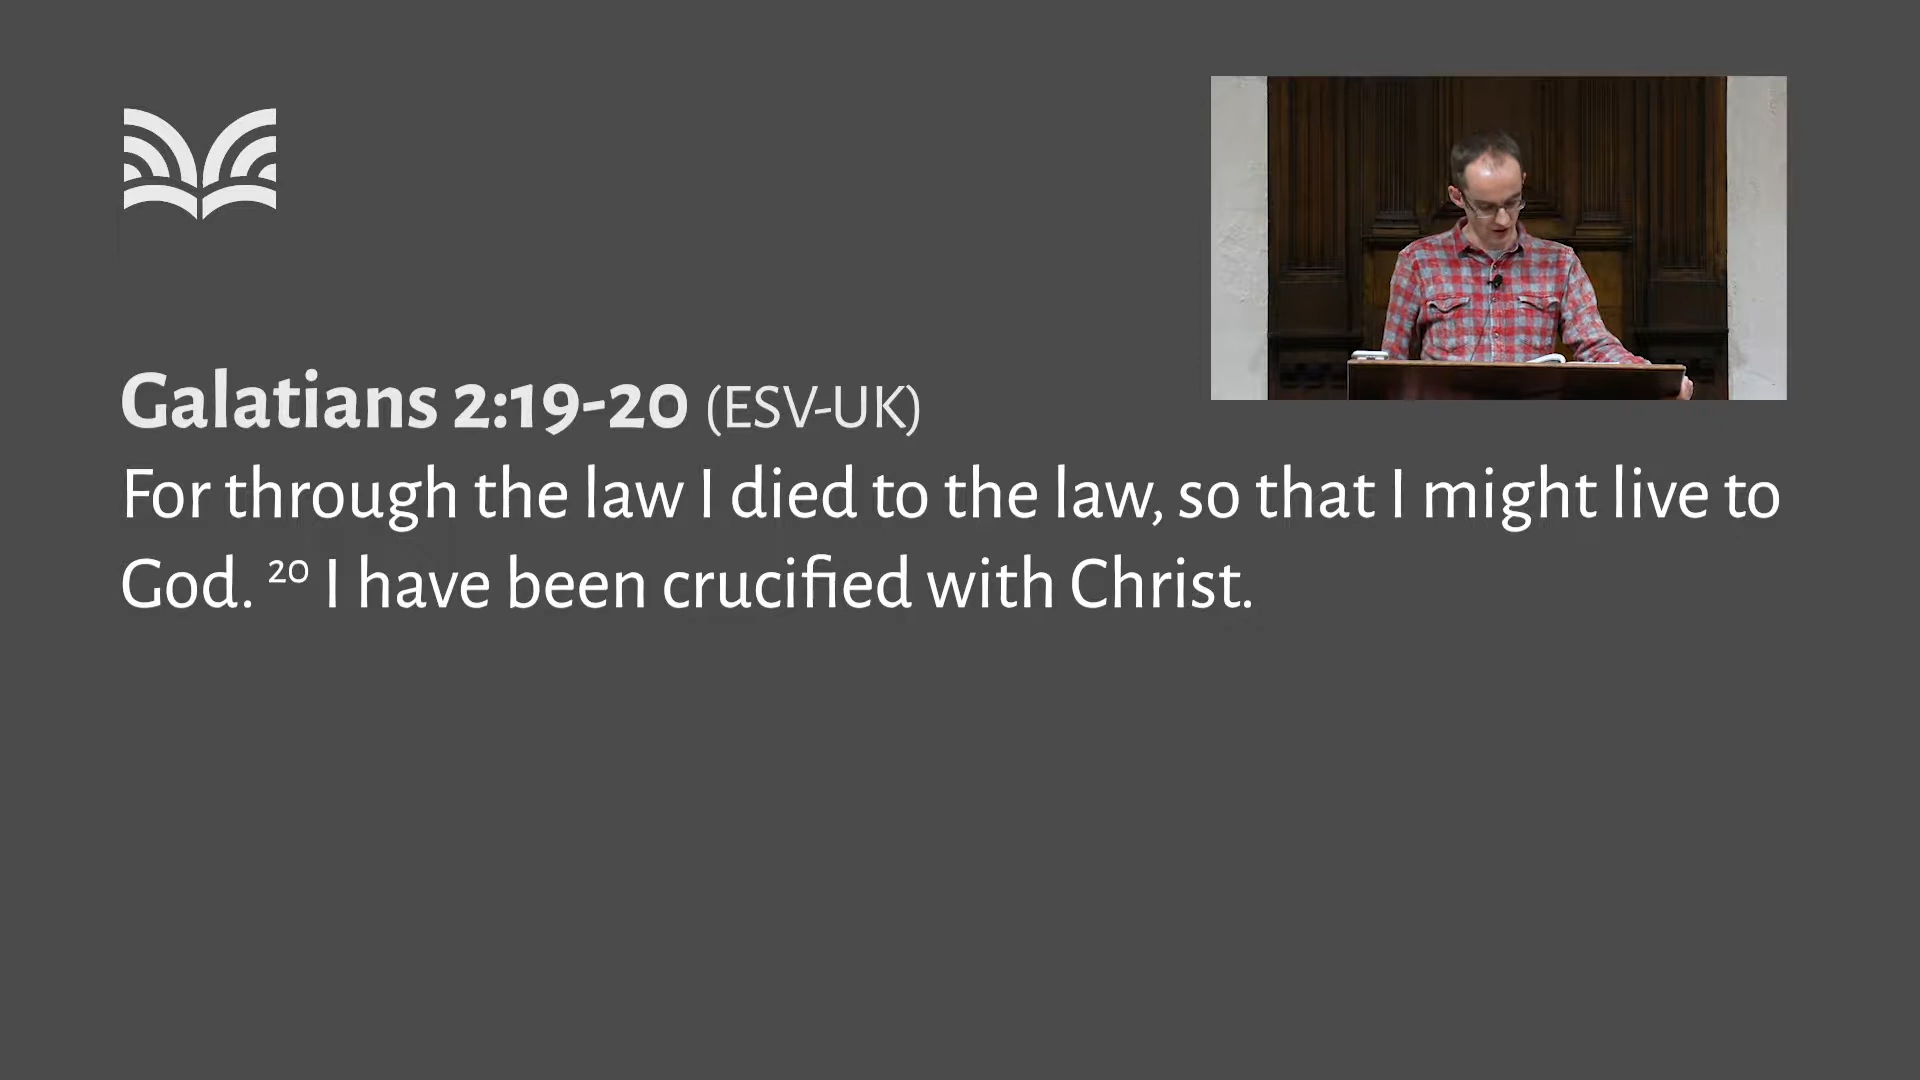 Galatians 2:19-20 (ESV-UK)
For through the law I died to the law, so that I might live to
God. ²⁰ I have been crucified with Christ.